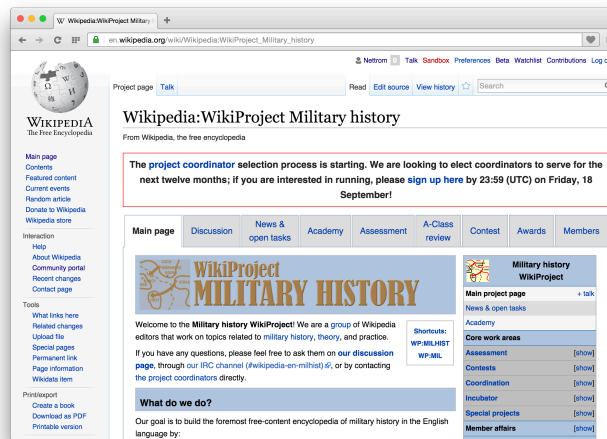 Wikipedia:WikiProject Military
en.wikipedia.org/wiki/Wikipedia:WikiProject_Military_history
Nettrom 0 Talk Sandbox Preferences Beta Watchlist Contributions Log
Project page Talk Read Edit source View history Search
WIKIPEDIA
The Free Encyclopedia
Main page
Contents
Featured content
Current events
Random article
Donate to Wikipedia
Wikipedia store
Interaction
Help
About Wikipedia
Community portal
Recent changes
Contact page
Tools
What links here
Related changes
Upload file
Special pages
Permanent link
Page information
Wikidata item
Print/export
Create a book
Download as PDF
Printable version
Wikipedia:WikiProject Military history
From Wikipedia, the free encyclopedia
The project coordinator selection process is starting. We are looking to elect coordinators to serve for the
next twelve months; if you are interested in running, please sign up here by 23:59 (UTC) on Friday, 18
September!
Main page Discussion News & open tasks Academy Assessment A-Class review Contest Awards Members
WikiProject
MILITARY HISTORY
Welcome to the Military history WikiProject! We are a group of Wikipedia
editors that work on topics related to military history, theory, and practice.
If you have any questions, please feel free to ask them on our discussion
page, through our IRC channel (#wikipedia-en-milhist), or by contacting
the project coordinators directly.
Shortcuts:
WP:MILHIST
WP:MIL
What do we do?
Our goal is to build the foremost free-content encyclopedia of military history in the English
language by:
Military history
WikiProject
Main project page + talk
News & open tasks
Academy
Core work areas
Assessment [show]
Contests [show]
Coordination [show]
Incubator [show]
Special projects [show]
Member affairs [show]